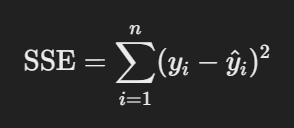 SSE = \sum_{i=1}^{n} (y_i - \hat{y}_i)^2